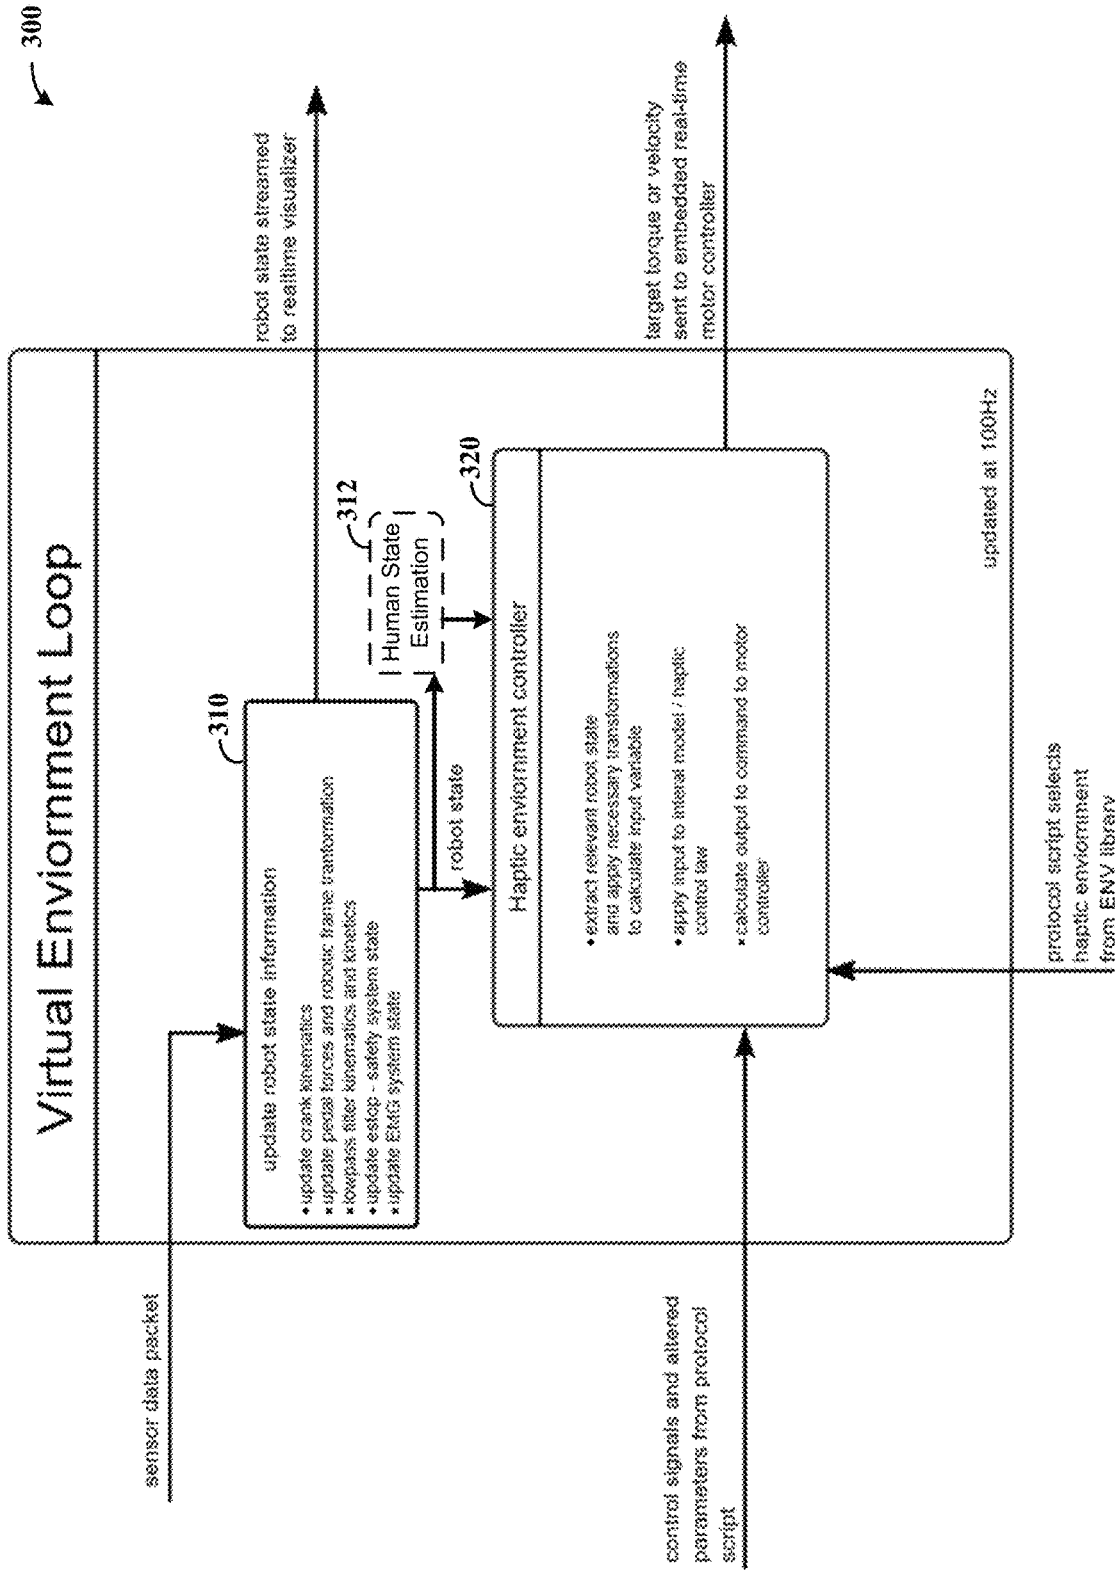 300
Virtual Enviornment Loop
sensor data packet
310
update robot state information
•update crank kinematics
•update pedal forces and robotic frame tranformation
•lowpass filter kinematics and kinetics
•update estop - safety system state
•update EMG system state
robot state streamed
to realtime visualizer
robot state
312
Human State
Estimation
320
Haptic enviornment controller
•extract relevant robot state
and apply necessary transformations
to calculate input variable
•apply input to internal model / haptic
control law
•calculate output to command to motor
controller
target torque or velocity
sent to embedded real-time
motor controller
control signals and altered
parameters from protocol
script
updated at 100Hz
protocol script selects
haptic enviornment
from ENV library